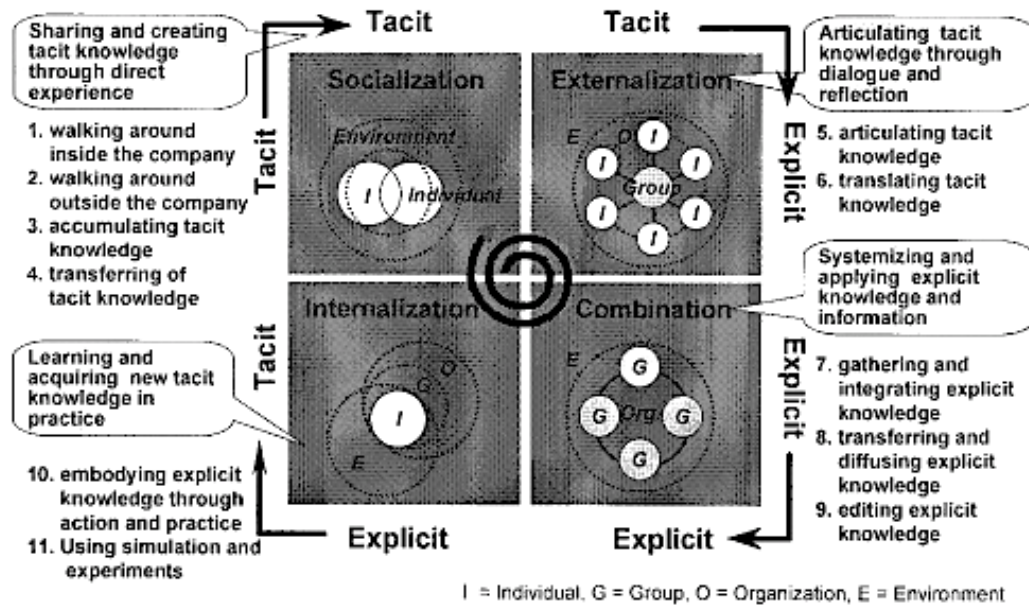 Sharing and creating
tacit knowledge
through direct
experience
Tacit
Tacit
Articulating tacit
knowledge through
dialogue and
reflection
1. walking around
inside the company
2. walking around
outside the company
3. accumulating tacit
knowledge
4. transferring of
tacit knowledge
Tacit
Socialization
Environment
I
Individual
Externalization
E
O
I
I
I
Group
I
I
I
Explicit
5. articulating tacit
knowledge
6. translating tacit
knowledge
Systemizing and
applying explicit
knowledge and
information
Learning and
acquiring new tacit
knowledge in
practice
Tacit
Internalization
O
G
I
E
Combination
E
G
G
Org
G
G
Explicit
7. gathering and
integrating explicit
knowledge
8. transferring and
diffusing explicit
knowledge
9. editing explicit
knowledge
10. embodying explicit
knowledge through
action and practice
11. Using simulation and
experiments
Explicit
Explicit
I = Individual, G = Group, O = Organization, E = Environment